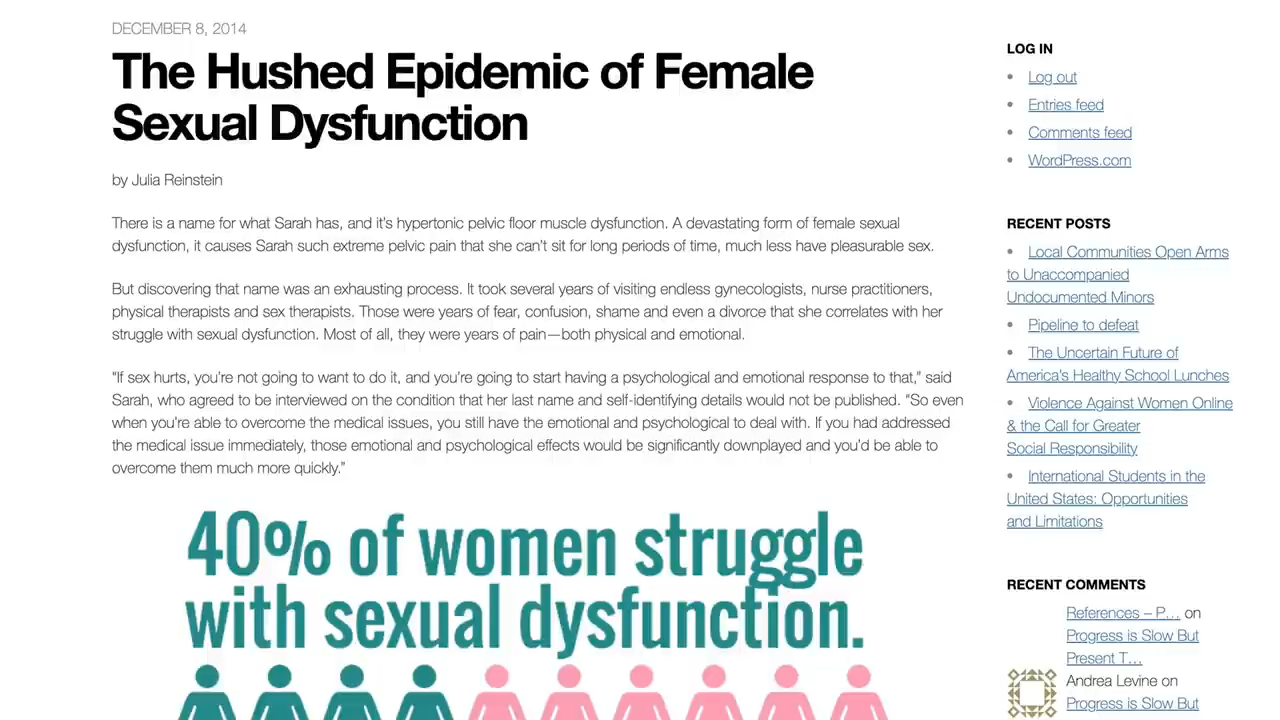 DECEMBER 8, 2014
The Hushed Epidemic of Female
Sexual Dysfunction
by Julia Reinstein
There is a name for what Sarah has, and it's hypertonic pelvic floor muscle dysfunction. A devastating form of female sexual
dysfunction, it causes Sarah such extreme pelvic pain that she can't sit for long periods of time, much less have pleasurable sex.
But discovering that name was an exhausting process. It took several years of visiting endless gynecologists, nurse practitioners,
physical therapists and sex therapists. Those were years of fear, confusion, shame and even a divorce that she correlates with her
struggle with sexual dysfunction. Most of all, they were years of pain—both physical and emotional.
"If sex hurts, you're not going to want to do it, and you're going to start having a psychological and emotional response to that," said
Sarah, who agreed to be interviewed on the condition that her last name and self-identifying details would not be published. "So even
when you're able to overcome the medical issues, you still have the emotional and psychological to deal with. If you had addressed
the medical issue immediately, those emotional and psychological effects would be significantly downplayed and you'd be able to
overcome them much more quickly."
40% of women struggle
with sexual dysfunction.
LOG IN
• Log out
• Entries feed
• Comments feed
• WordPress.com
RECENT POSTS
• Local Communities Open Arms
to Unaccompanied
Undocumented Minors
• Pipeline to defeat
• The Uncertain Future of
America's Healthy School Lunches
• Violence Against Women Online
& the Call for Greater
Social Responsibility
• International Students in the
United States: Opportunities
and Limitations
RECENT COMMENTS
References – P… on
Progress is Slow But
Present T…
Andrea Levine on
Progress is Slow But